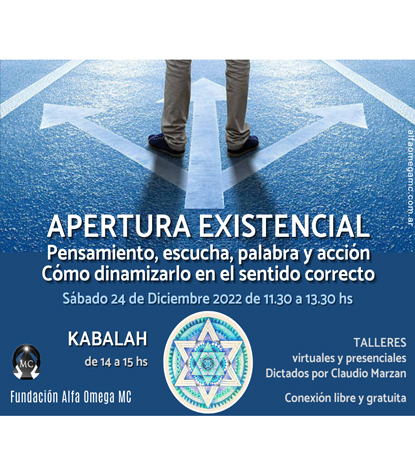 alfaomegamc.com.ar
APERTURA EXISTENCIAL
Pensamiento, escucha, palabra y acción
Cómo dinamizarlo en el sentido correcto
Sábado 24 de Diciembre 2022 de 11.30 a 13.30 hs
KABALAH
de 14 a 15 hs
MC
Fundación Alfa Omega MC
TALLERES
virtuales y presenciales
Dictados por Claudio Marzan
Conexión libre y gratuita